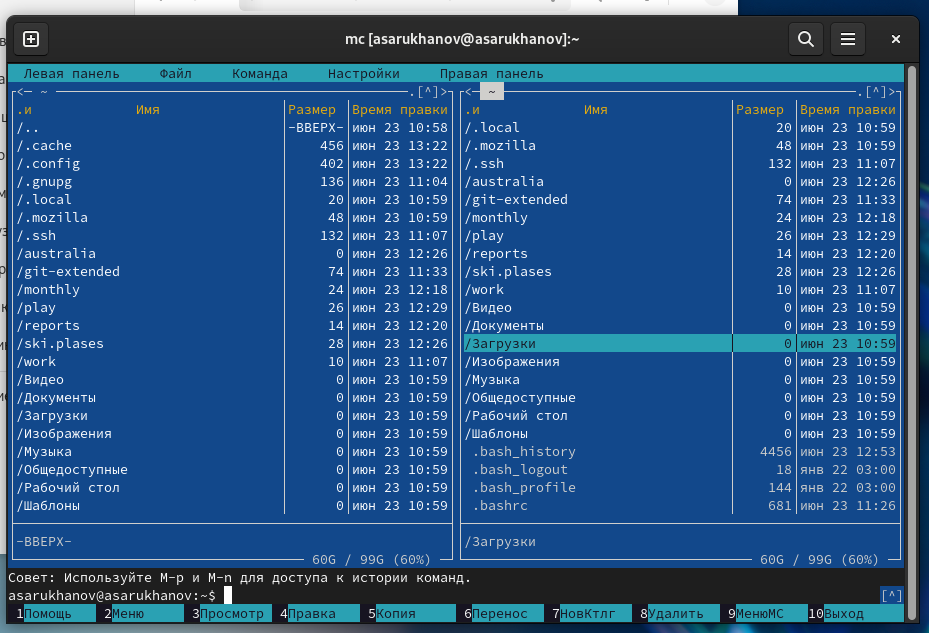 mc [asarukhanov@asarukhanov]:~
Левая панель Файл Команда Настройки Правая панель
<─ ~ .[^]> <─ ~ .[^]>
.и Имя Размер Время правки .и Имя Размер Время правки
/.. -ВВЕРХ- июн 23 10:58 /.local 20 июн 23 10:59
/.cache 456 июн 23 13:22 /.mozilla 48 июн 23 10:59
/.config 402 июн 23 13:22 /.ssh 132 июн 23 11:07
/.gnupg 136 июн 23 11:04 /australia 0 июн 23 12:26
/.local 20 июн 23 10:59 /git-extended 74 июн 23 11:33
/.mozilla 48 июн 23 10:59 /monthly 24 июн 23 12:18
/.ssh 132 июн 23 11:07 /play 26 июн 23 12:29
/australia 0 июн 23 12:26 /reports 14 июн 23 12:20
/git-extended 74 июн 23 11:33 /ski.plases 28 июн 23 12:26
/monthly 24 июн 23 12:18 /work 10 июн 23 11:07
/play 26 июн 23 12:29 /Видео 0 июн 23 10:59
/reports 14 июн 23 12:20 /Документы 0 июн 23 10:59
/ski.plases 28 июн 23 12:26 /Загрузки 0 июн 23 10:59
/work 10 июн 23 11:07 /Изображения 0 июн 23 10:59
/Видео 0 июн 23 10:59 /Музыка 0 июн 23 10:59
/Документы 0 июн 23 10:59 /Общедоступные 0 июн 23 10:59
/Загрузки 0 июн 23 10:59 /Рабочий стол 0 июн 23 10:59
/Изображения 0 июн 23 10:59 /Шаблоны 0 июн 23 10:59
/Музыка 0 июн 23 10:59 .bash_history 4456 июн 23 12:53
/Общедоступные 0 июн 23 10:59 .bash_logout 18 янв 22 03:00
/Рабочий стол 0 июн 23 10:59 .bash_profile 144 янв 22 03:00
/Шаблоны 0 июн 23 10:59 .bashrc 681 июн 23 11:26
-ВВЕРХ- /Загрузки
60G / 99G (60%) 60G / 99G (60%)
Совет: Используйте M-p и M-n для доступа к истории команд.
asarukhanov@asarukhanov:~$ [^]
1Помощь 2Меню 3Просмотр 4Правка 5Копия 6Перенос 7НовКтлг 8Удалить 9МенюМС 10Выход